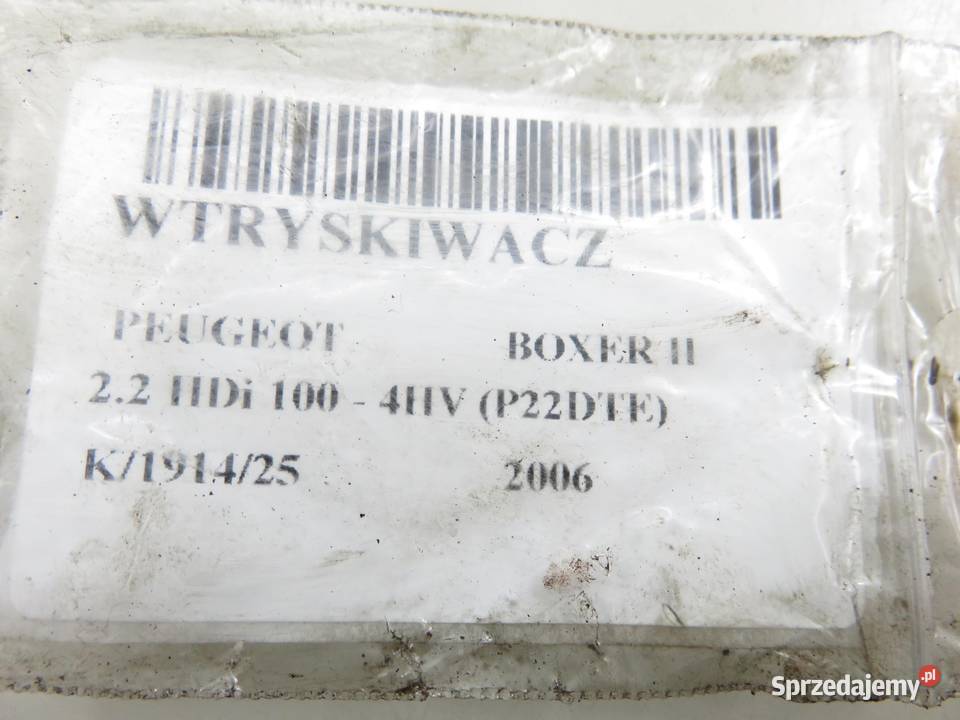 WTRYSKIWACZ
PEUGEOT BOXER II
2.2 HDi 100 - 4HV (P22DTE)
K/1914/25 2006
Sprzedajemy.pl